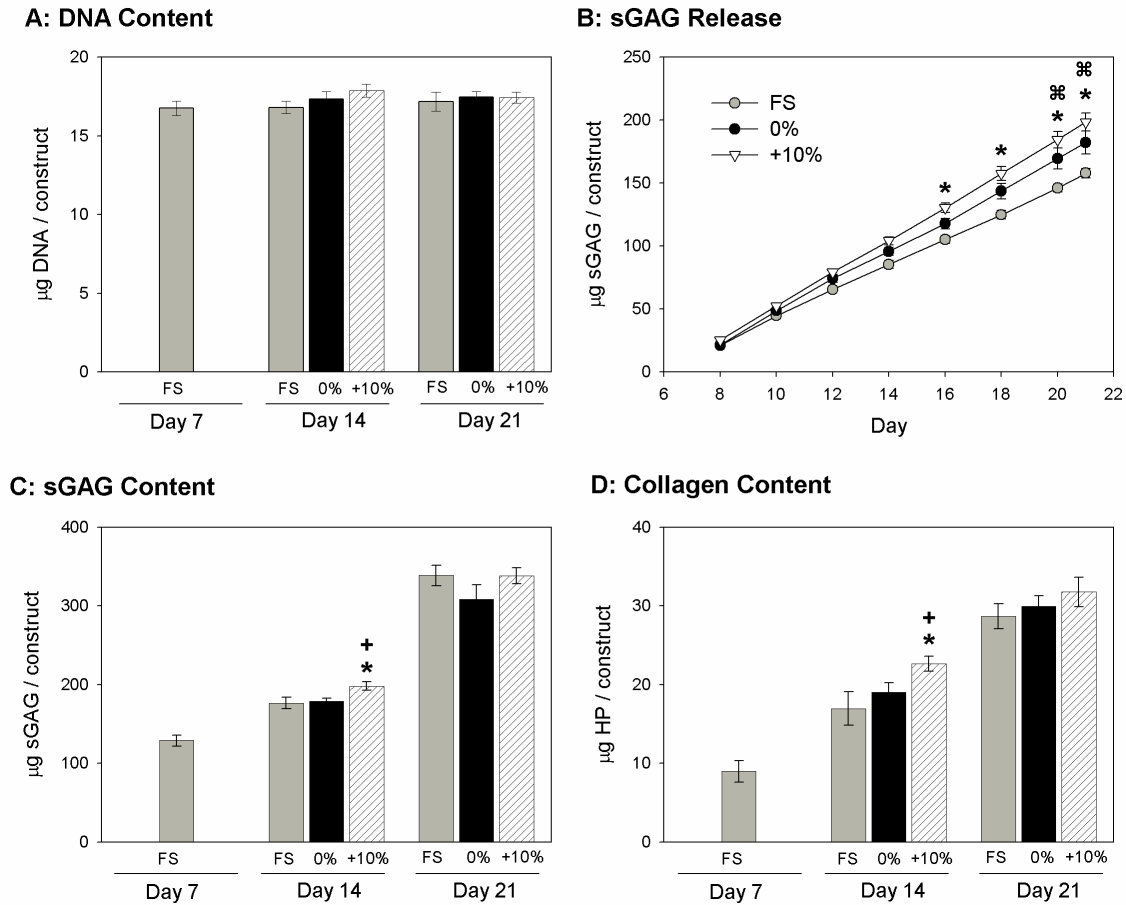 A: DNA Content
20
15
10
5
0
μg DNA / construct
FS FS 0% +10% FS 0% +10%
Day 7 Day 14 Day 21
B: sGAG Release
250
200
150
100
50
0
μg sGAG / construct
FS
0%
+10%
⌘
⌘ *
*
*
*
6 8 10 12 14 16 18 20 22
Day
C: sGAG Content
400
300
200
100
0
μg sGAG / construct
+
*
FS FS 0% +10% FS 0% +10%
Day 7 Day 14 Day 21
D: Collagen Content
40
30
20
10
0
μg HP / construct
+
*
FS FS 0% +10% FS 0% +10%
Day 7 Day 14 Day 21